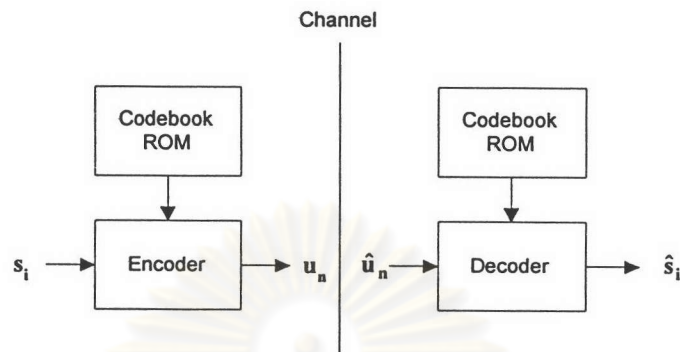 Channel
Codebook
ROM
Codebook
ROM
s_i
Encoder
u_n
û_n
Decoder
ŝ_i